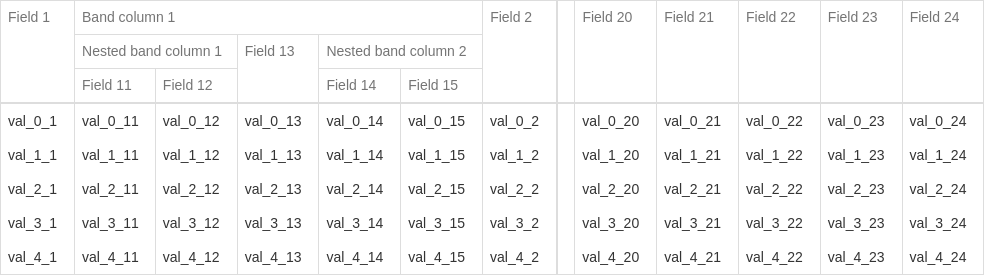 Field 1 Band column 1 Field 2 Field 20 Field 21 Field 22 Field 23 Field 24
Nested band column 1 Field 13 Nested band column 2
Field 11 Field 12 Field 14 Field 15
val_0_1 val_0_11 val_0_12 val_0_13 val_0_14 val_0_15 val_0_2 val_0_20 val_0_21 val_0_22 val_0_23 val_0_24
val_1_1 val_1_11 val_1_12 val_1_13 val_1_14 val_1_15 val_1_2 val_1_20 val_1_21 val_1_22 val_1_23 val_1_24
val_2_1 val_2_11 val_2_12 val_2_13 val_2_14 val_2_15 val_2_2 val_2_20 val_2_21 val_2_22 val_2_23 val_2_24
val_3_1 val_3_11 val_3_12 val_3_13 val_3_14 val_3_15 val_3_2 val_3_20 val_3_21 val_3_22 val_3_23 val_3_24
val_4_1 val_4_11 val_4_12 val_4_13 val_4_14 val_4_15 val_4_2 val_4_20 val_4_21 val_4_22 val_4_23 val_4_24